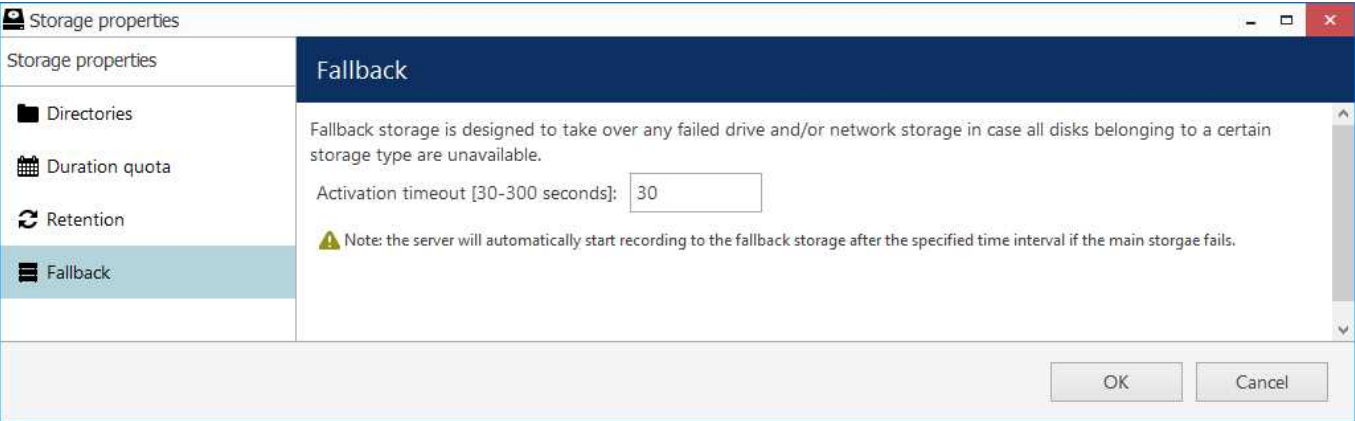 Storage properties
Storage properties
Directories
Duration quota
Retention
Fallback
Fallback
Fallback storage is designed to take over any failed drive and/or network storage in case all disks belonging to a certain
storage type are unavailable.
Activation timeout [30-300 seconds]: 30
Note: the server will automatically start recording to the fallback storage after the specified time interval if the main storgae fails.
OK Cancel